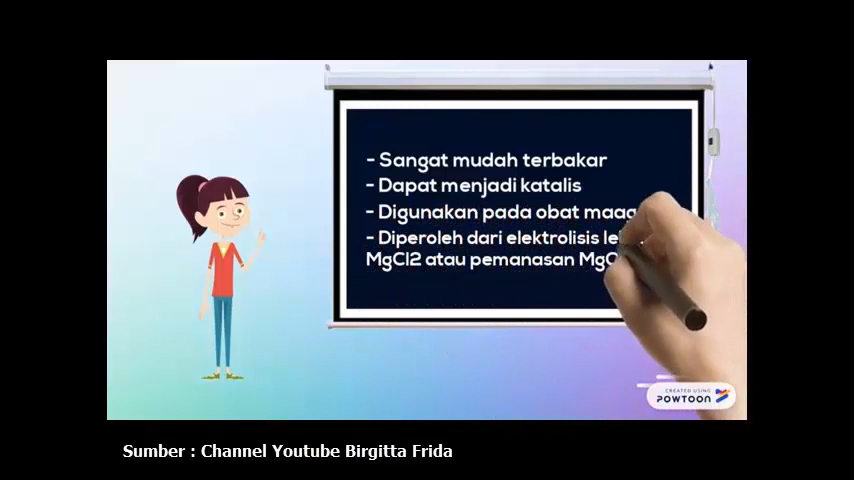 - Sangat mudah terbakar
- Dapat menjadi katalis
- Digunakan pada obat
- Diperoleh dari elektrolisis
MgCl2 atau pemanasan
CREATED USING
POWTOON
Sumber : Channel Youtube Birgitta Frida